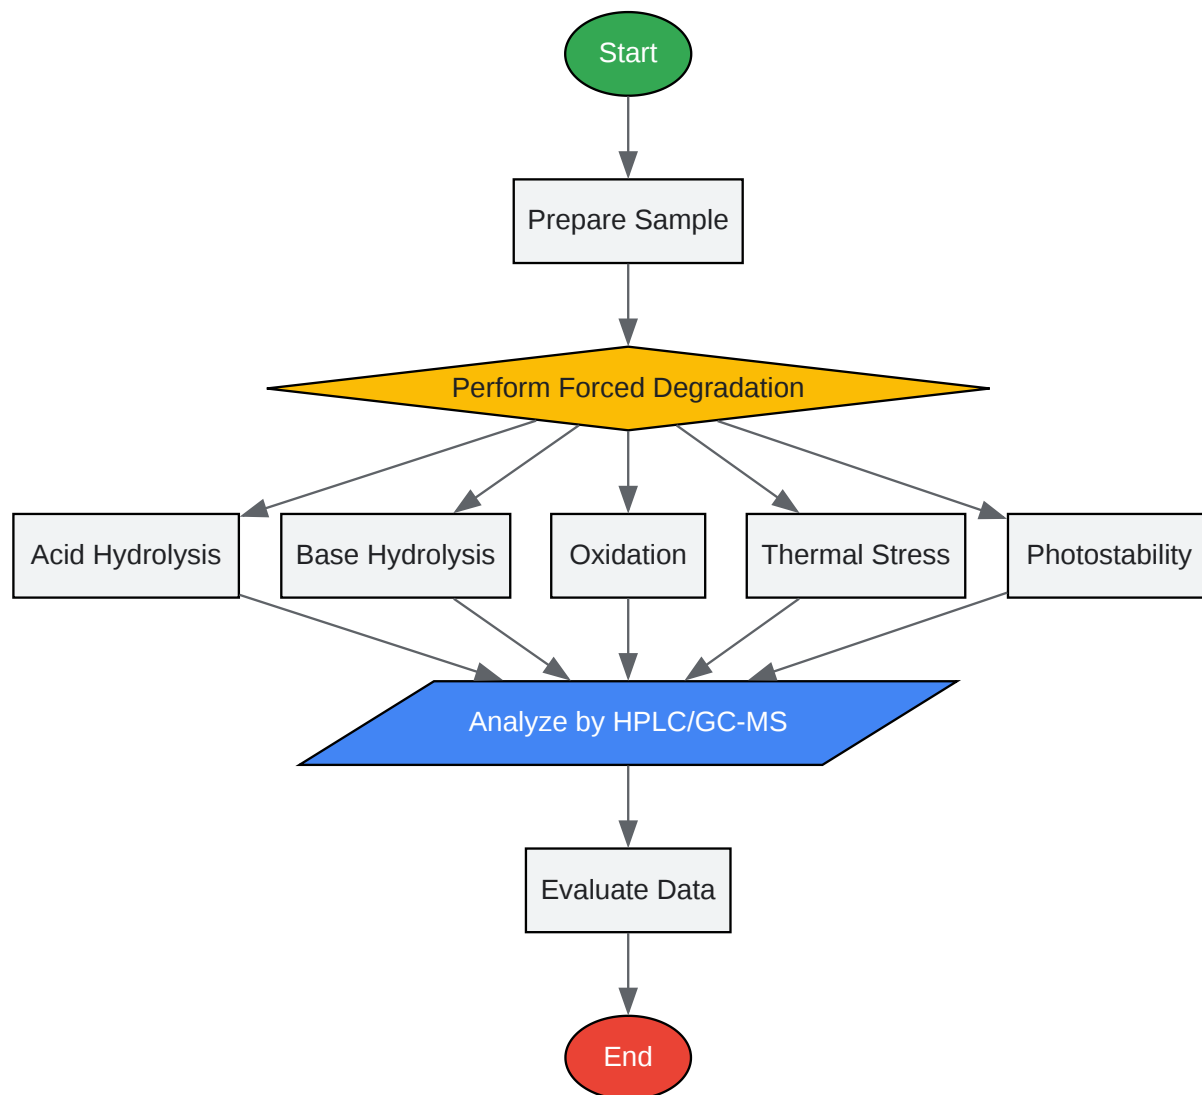 Start
Prepare Sample
Perform Forced Degradation
Acid Hydrolysis
Base Hydrolysis
Oxidation
Thermal Stress
Photostability
Analyze by HPLC/GC-MS
Evaluate Data
End